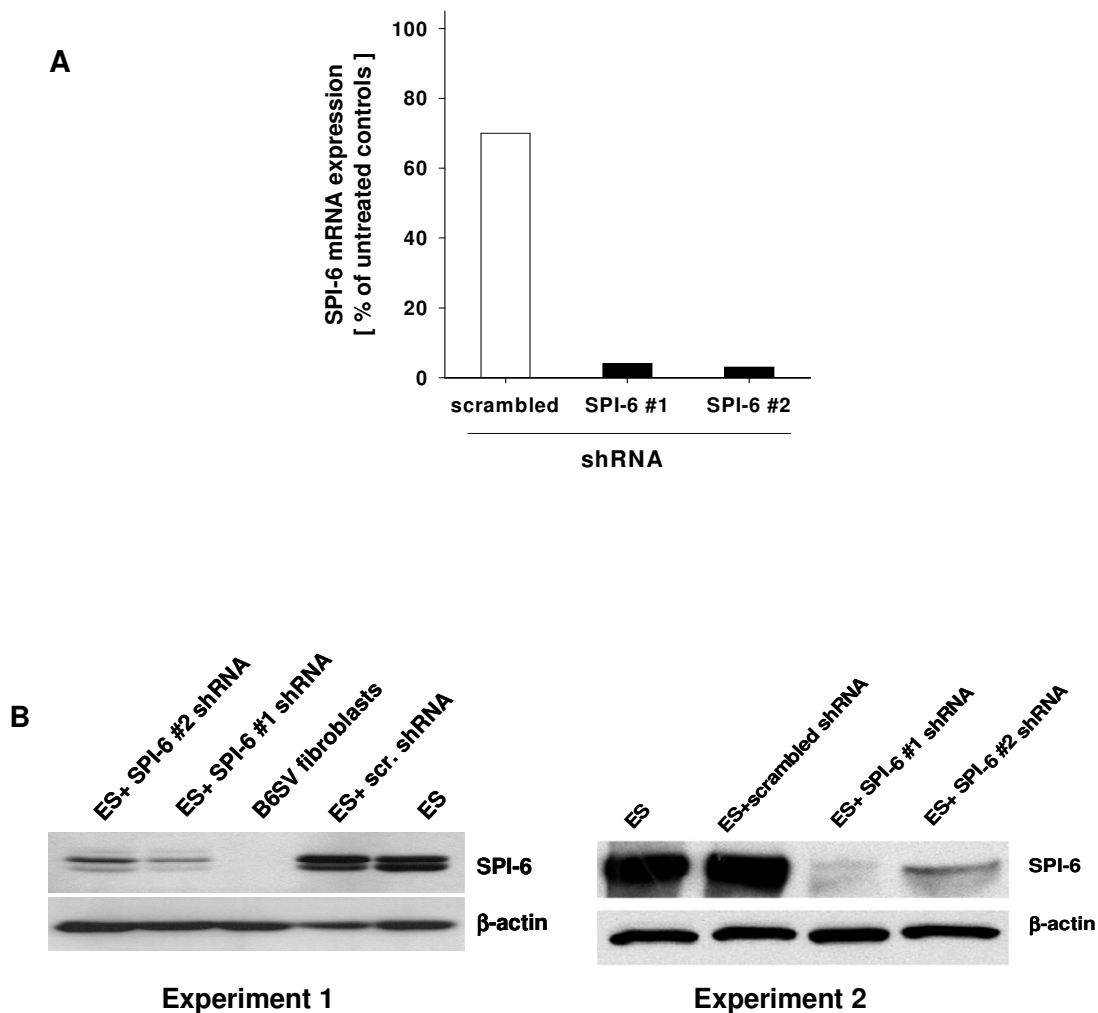 A
SPI-6 mRNA expression
[ % of untreated controls ]
100
80
60
40
20
0
scrambled SPI-6 #1 SPI-6 #2
shRNA
B
ES+ SPI-6 #2 shRNA
ES+ SPI-6 #1 shRNA
B6SV fibroblasts
ES+ scr. shRNA
ES
SPI-6
β-actin
Experiment 1
ES
ES+scrambled shRNA
ES+ SPI-6 #1 shRNA
ES+ SPI-6 #2 shRNA
SPI-6
β-actin
Experiment 2